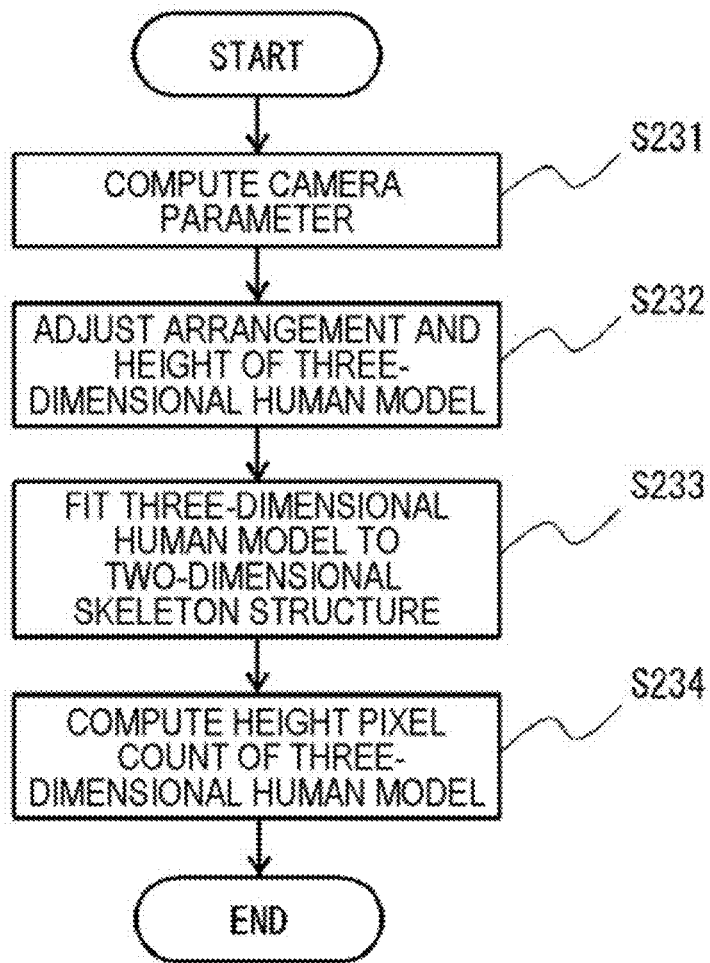 START
S231
COMPUTE CAMERA
PARAMETER
S232
ADJUST ARRANGEMENT AND
HEIGHT OF THREE-
DIMENSIONAL HUMAN MODEL
S233
FIT THREE-DIMENSIONAL
HUMAN MODEL TO
TWO-DIMENSIONAL
SKELETON STRUCTURE
S234
COMPUTE HEIGHT PIXEL
COUNT OF THREE-
DIMENSIONAL HUMAN MODEL
END